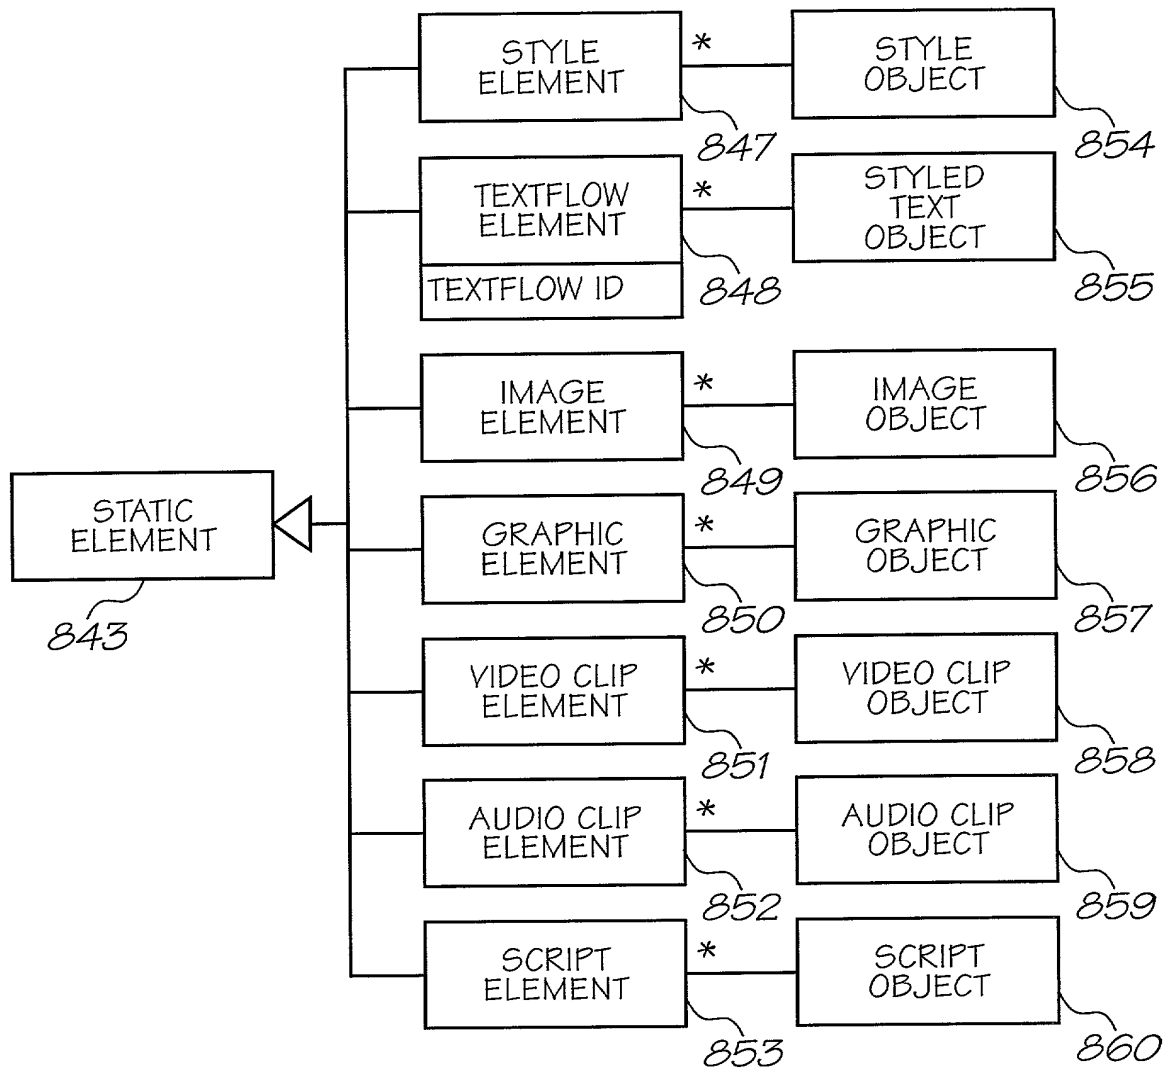 STYLE
ELEMENT
*
847
STYLE
OBJECT
854
TEXTFLOW
ELEMENT
TEXTFLOW ID
*
848
STYLED
TEXT
OBJECT
855
IMAGE
ELEMENT
*
849
IMAGE
OBJECT
856
STATIC
ELEMENT
843
GRAPHIC
ELEMENT
*
850
GRAPHIC
OBJECT
857
VIDEO CLIP
ELEMENT
*
851
VIDEO CLIP
OBJECT
858
AUDIO CLIP
ELEMENT
*
852
AUDIO CLIP
OBJECT
859
SCRIPT
ELEMENT
*
853
SCRIPT
OBJECT
860